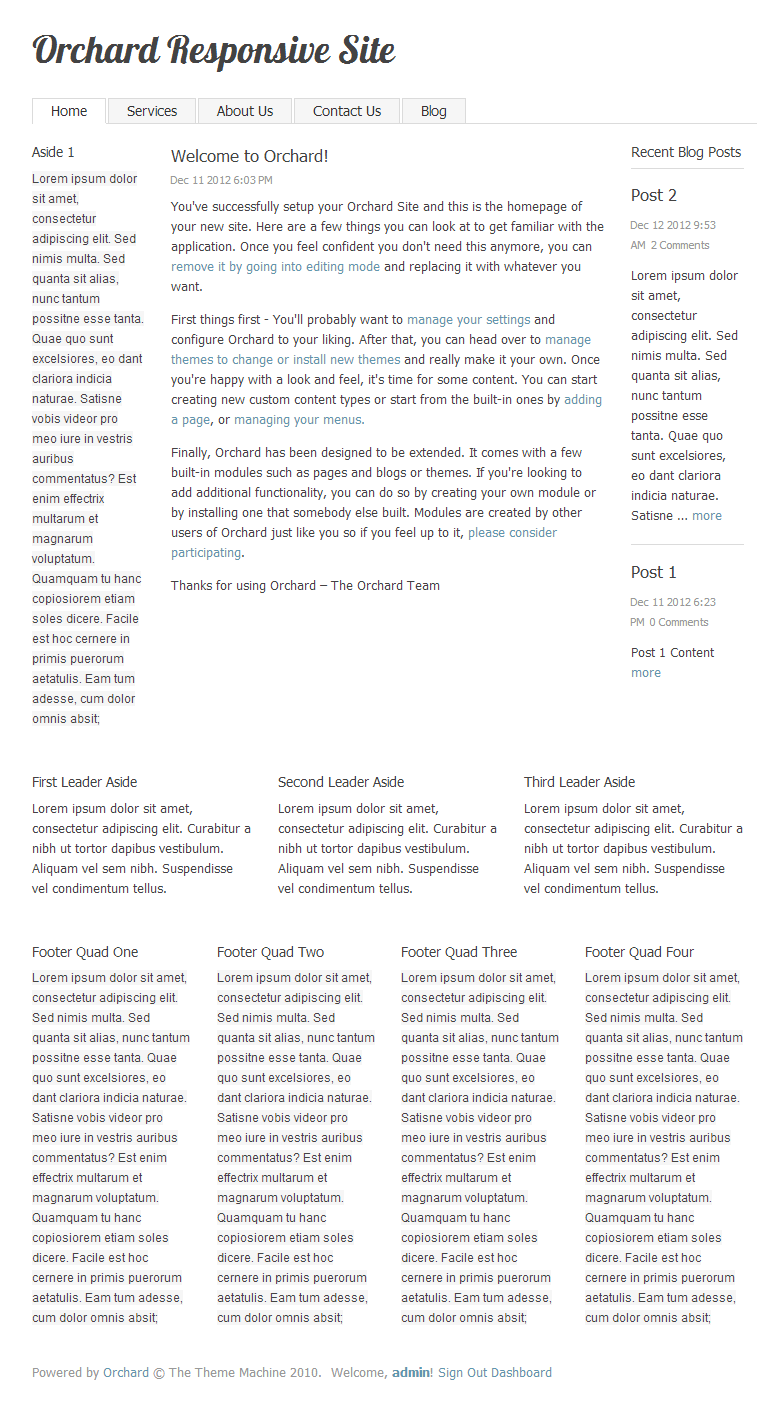 Orchard Responsive Site
Home
Services
About Us
Contact Us
Blog
Aside 1
Lorem ipsum dolor
sit amet,
consectetur
adipiscing elit. Sed
nimis multa. Sed
quanta sit alias,
nunc tantum
possitne esse tanta.
Quae quo sunt
excelsiores, eo dant
clariora indicia
naturae. Satisne
vobis videor pro
meo iure in vestris
auribus
commentatus? Est
enim effectrix
multarum et
magnarum
voluptatum.
Quamquam tu hanc
copiosiorem etiam
soles dicere. Facile
est hoc cernere in
primis puerorum
aetatulis. Eam tum
adesse, cum dolor
omnis absit;
Welcome to Orchard!
Dec 11 2012 6:03 PM
You've successfully setup your Orchard Site and this is the homepage of
your new site. Here are a few things you can look at to get familiar with the
application. Once you feel confident you don't need this anymore, you can
remove it by going into editing mode and replacing it with whatever you
want.
First things first - You'll probably want to manage your settings and
configure Orchard to your liking. After that, you can head over to manage
themes to change or install new themes and really make it your own. Once
you're happy with a look and feel, it's time for some content. You can start
creating new custom content types or start from the built-in ones by adding
a page, or managing your menus.
Finally, Orchard has been designed to be extended. It comes with a few
built-in modules such as pages and blogs or themes. If you're looking to
add additional functionality, you can do so by creating your own module or
by installing one that somebody else built. Modules are created by other
users of Orchard just like you so if you feel up to it, please consider
participating.
Thanks for using Orchard – The Orchard Team
Recent Blog Posts
Post 2
Dec 12 2012 9:53
AM 2 Comments
Lorem ipsum dolor
sit amet,
consectetur
adipiscing elit. Sed
nimis multa. Sed
quanta sit alias,
nunc tantum
possitne esse
tanta. Quae quo
sunt excelsiores,
eo dant clariora
indicia naturae.
Satisne ... more
Post 1
Dec 11 2012 6:23
PM 0 Comments
Post 1 Content
more
First Leader Aside
Lorem ipsum dolor sit amet,
consectetur adipiscing elit. Curabitur a
nibh ut tortor dapibus vestibulum.
Aliquam vel sem nibh. Suspendisse
vel condimentum tellus.
Second Leader Aside
Lorem ipsum dolor sit amet,
consectetur adipiscing elit. Curabitur a
nibh ut tortor dapibus vestibulum.
Aliquam vel sem nibh. Suspendisse
vel condimentum tellus.
Third Leader Aside
Lorem ipsum dolor sit amet,
consectetur adipiscing elit. Curabitur a
nibh ut tortor dapibus vestibulum.
Aliquam vel sem nibh. Suspendisse
vel condimentum tellus.
Footer Quad One
Lorem ipsum dolor sit amet,
consectetur adipiscing elit.
Sed nimis multa. Sed
quanta sit alias, nunc tantum
possitne esse tanta. Quae
quo sunt excelsiores, eo
dant clariora indicia naturae.
Satisne vobis videor pro
meo iure in vestris auribus
commentatus? Est enim
effectrix multarum et
magnarum voluptatum.
Quamquam tu hanc
copiosiorem etiam soles
dicere. Facile est hoc
cernere in primis puerorum
aetatulis. Eam tum adesse,
cum dolor omnis absit;
Footer Quad Two
Lorem ipsum dolor sit amet,
consectetur adipiscing elit.
Sed nimis multa. Sed
quanta sit alias, nunc tantum
possitne esse tanta. Quae
quo sunt excelsiores, eo
dant clariora indicia naturae.
Satisne vobis videor pro
meo iure in vestris auribus
commentatus? Est enim
effectrix multarum et
magnarum voluptatum.
Quamquam tu hanc
copiosiorem etiam soles
dicere. Facile est hoc
cernere in primis puerorum
aetatulis. Eam tum adesse,
cum dolor omnis absit;
Footer Quad Three
Lorem ipsum dolor sit amet,
consectetur adipiscing elit.
Sed nimis multa. Sed
quanta sit alias, nunc tantum
possitne esse tanta. Quae
quo sunt excelsiores, eo
dant clariora indicia naturae.
Satisne vobis videor pro
meo iure in vestris auribus
commentatus? Est enim
effectrix multarum et
magnarum voluptatum.
Quamquam tu hanc
copiosiorem etiam soles
dicere. Facile est hoc
cernere in primis puerorum
aetatulis. Eam tum adesse,
cum dolor omnis absit;
Footer Quad Four
Lorem ipsum dolor sit amet,
consectetur adipiscing elit.
Sed nimis multa. Sed
quanta sit alias, nunc tantum
possitne esse tanta. Quae
quo sunt excelsiores, eo
dant clariora indicia naturae.
Satisne vobis videor pro
meo iure in vestris auribus
commentatus? Est enim
effectrix multarum et
magnarum voluptatum.
Quamquam tu hanc
copiosiorem etiam soles
dicere. Facile est hoc
cernere in primis puerorum
aetatulis. Eam tum adesse,
cum dolor omnis absit;
Powered by Orchard © The Theme Machine 2010. Welcome, admin! Sign Out Dashboard